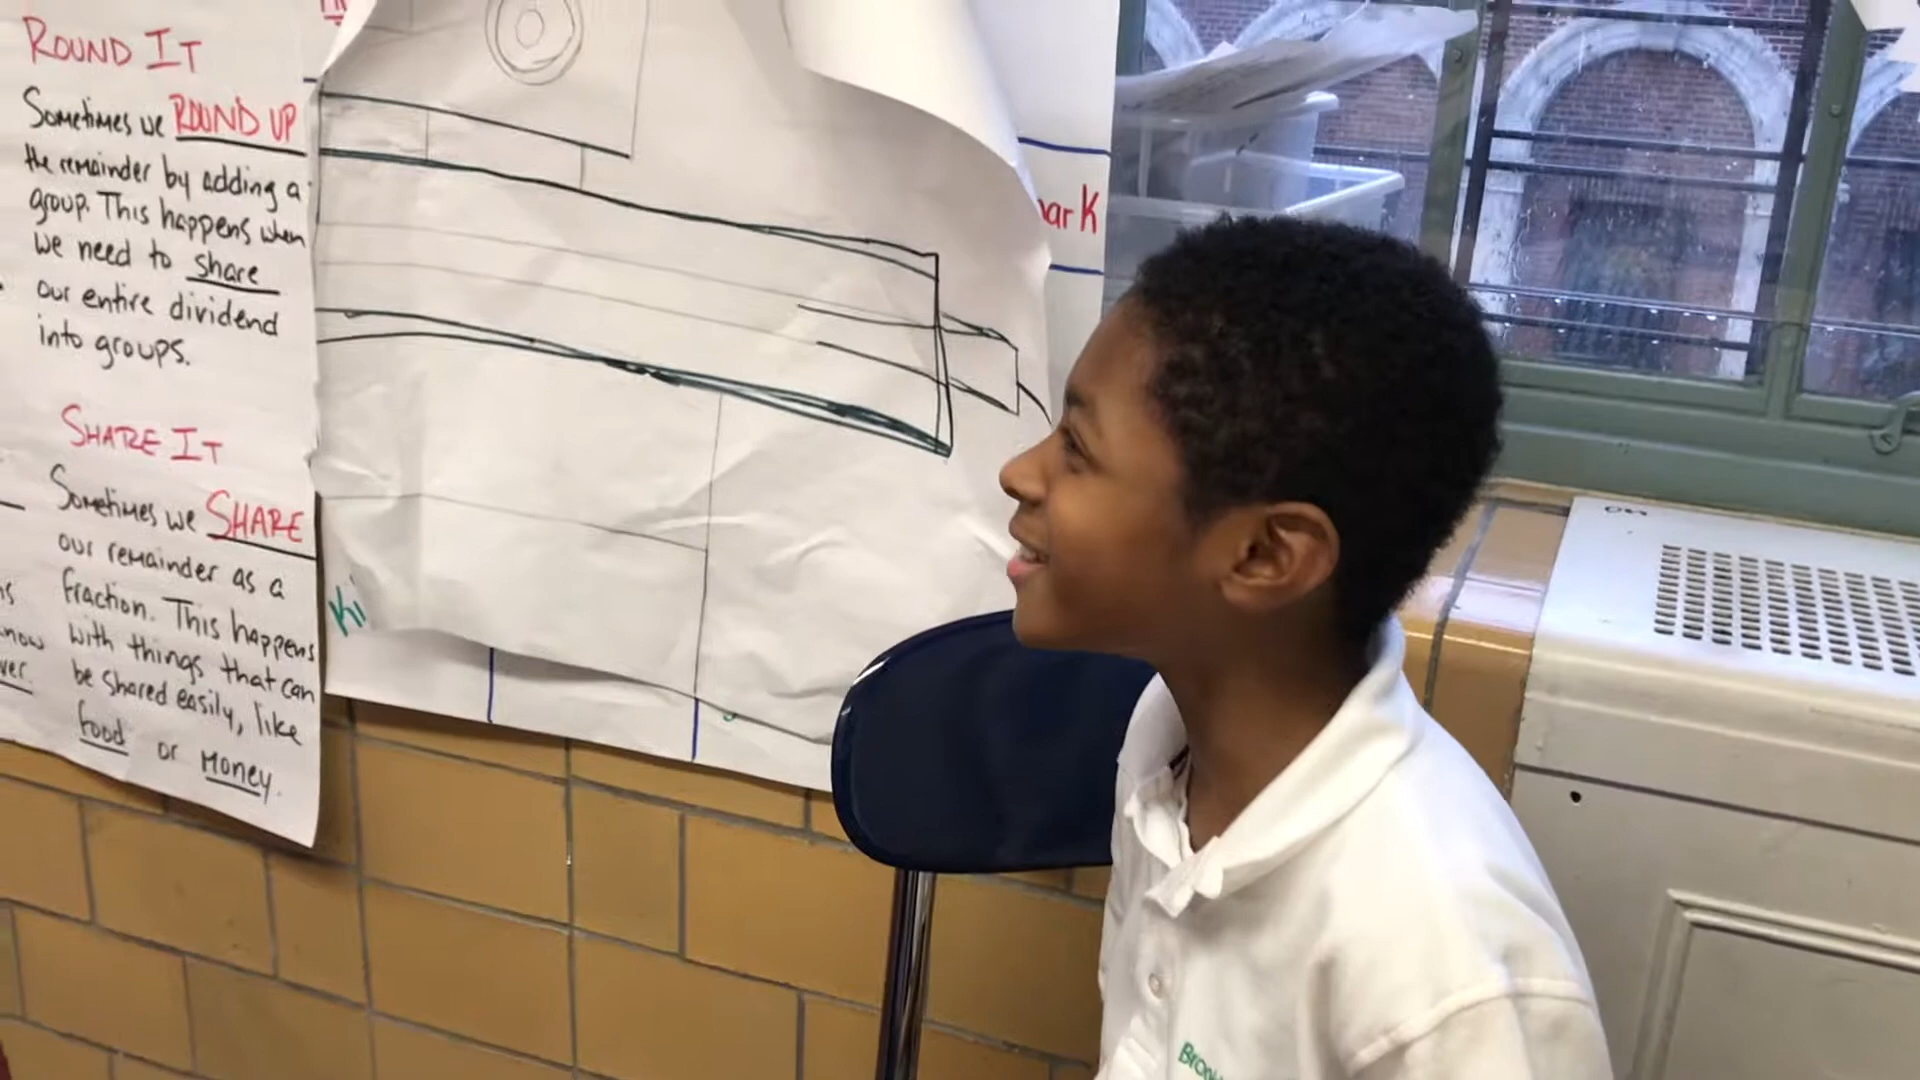 ROUND IT
Sometimes we ROUND UP
the remainder by adding a
group. This happens when
we need to share
our entire dividend
into groups.
SHARE IT
Sometimes we SHARE
our remainder as a
fraction. This happens
with things that can
be shared easily, like
food or money.
know
Ki